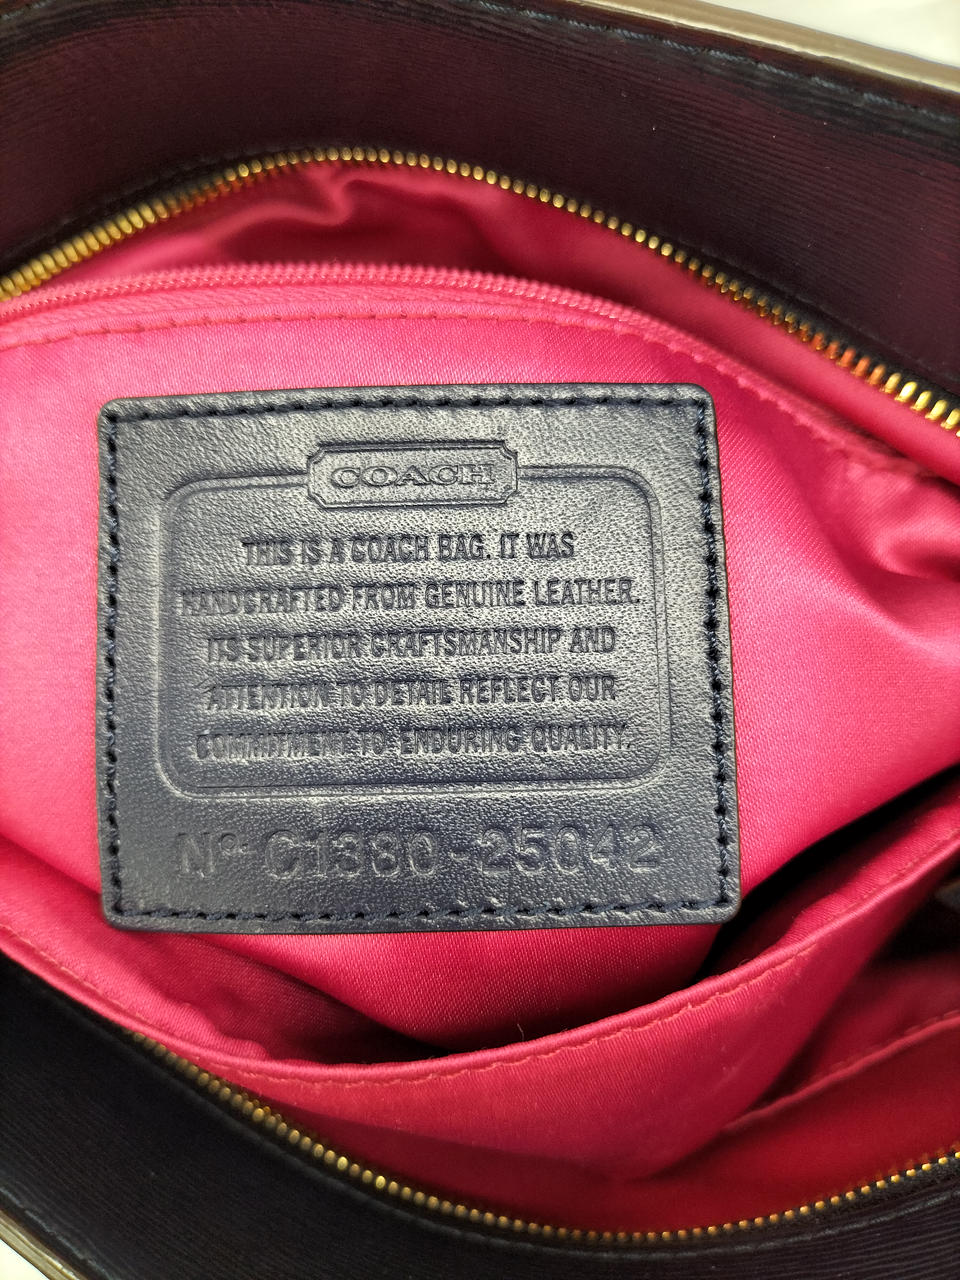 COACH
THIS IS A COACH BAG. IT WAS
HANDCRAFTED FROM GENUINE LEATHER.
ITS SUPERIOR CRAFTSMANSHIP AND
ATTENTION TO DETAIL REFLECT OUR
COMMITMENT TO ENDURING QUALITY.
Nº C1380-25042